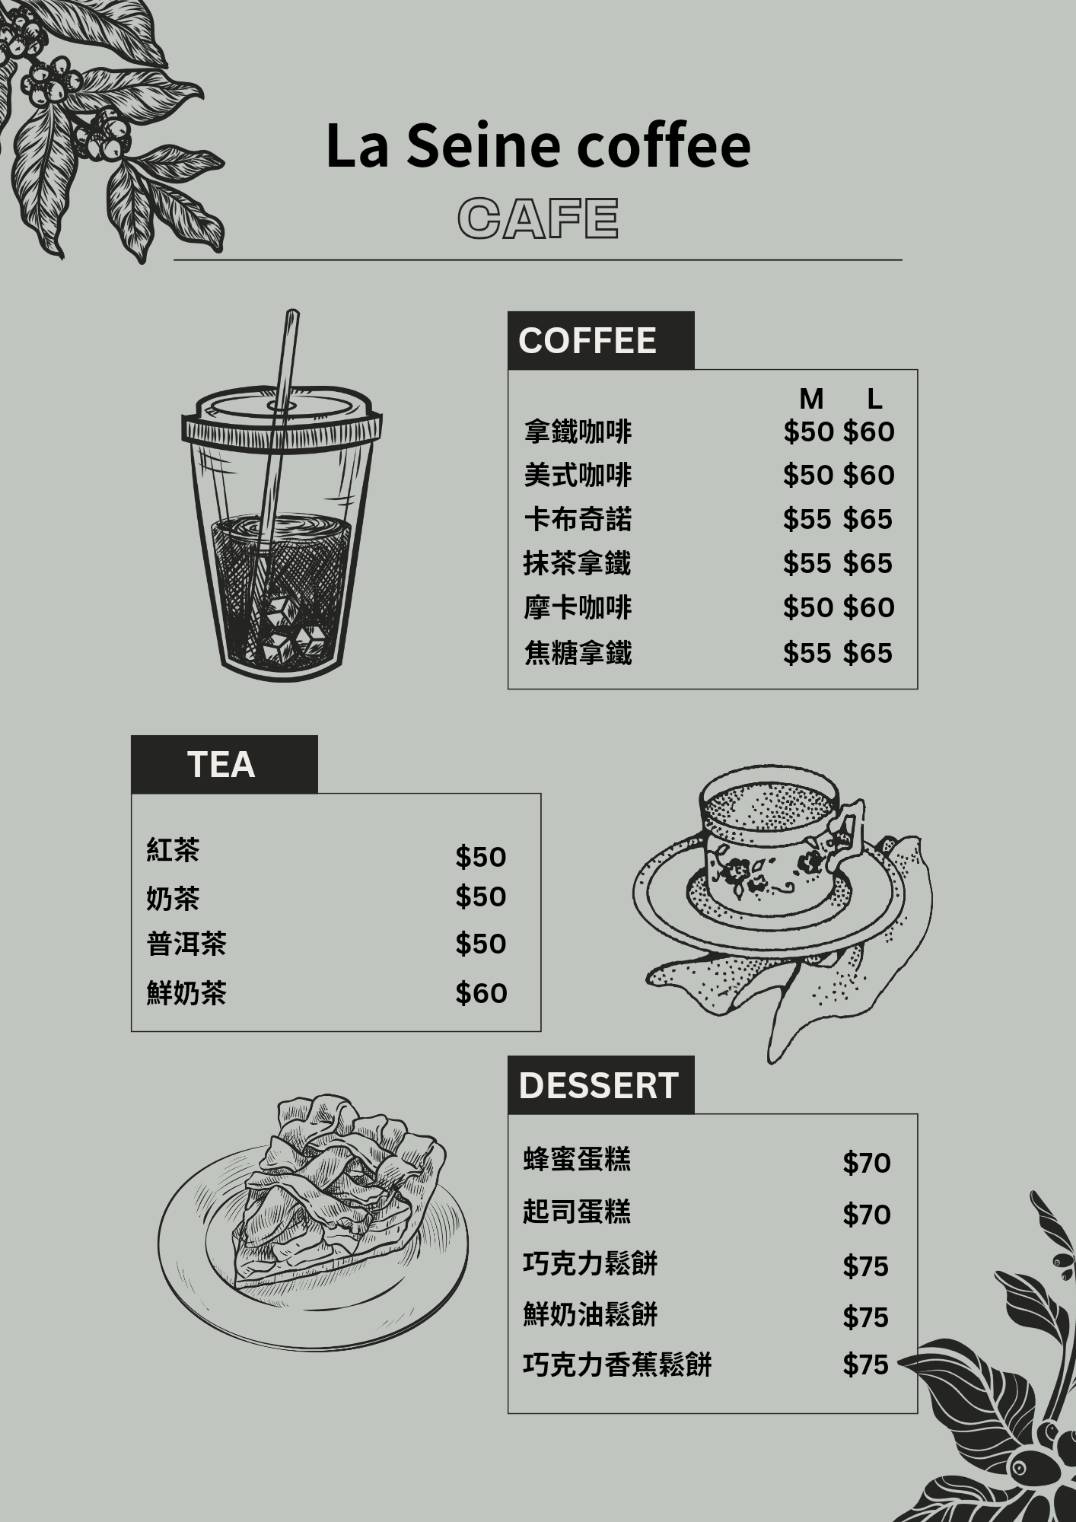 La Seine coffee
CAFE
COFFEE
M L
拿鐵咖啡 $50 $60
美式咖啡 $50 $60
卡布奇諾 $55 $65
抹茶拿鐵 $55 $65
摩卡咖啡 $50 $60
焦糖拿鐵 $55 $65
TEA
紅茶 $50
奶茶 $50
普洱茶 $50
鮮奶茶 $60
DESSERT
蜂蜜蛋糕 $70
起司蛋糕 $70
巧克力鬆餅 $75
鮮奶油鬆餅 $75
巧克力香蕉鬆餅 $75